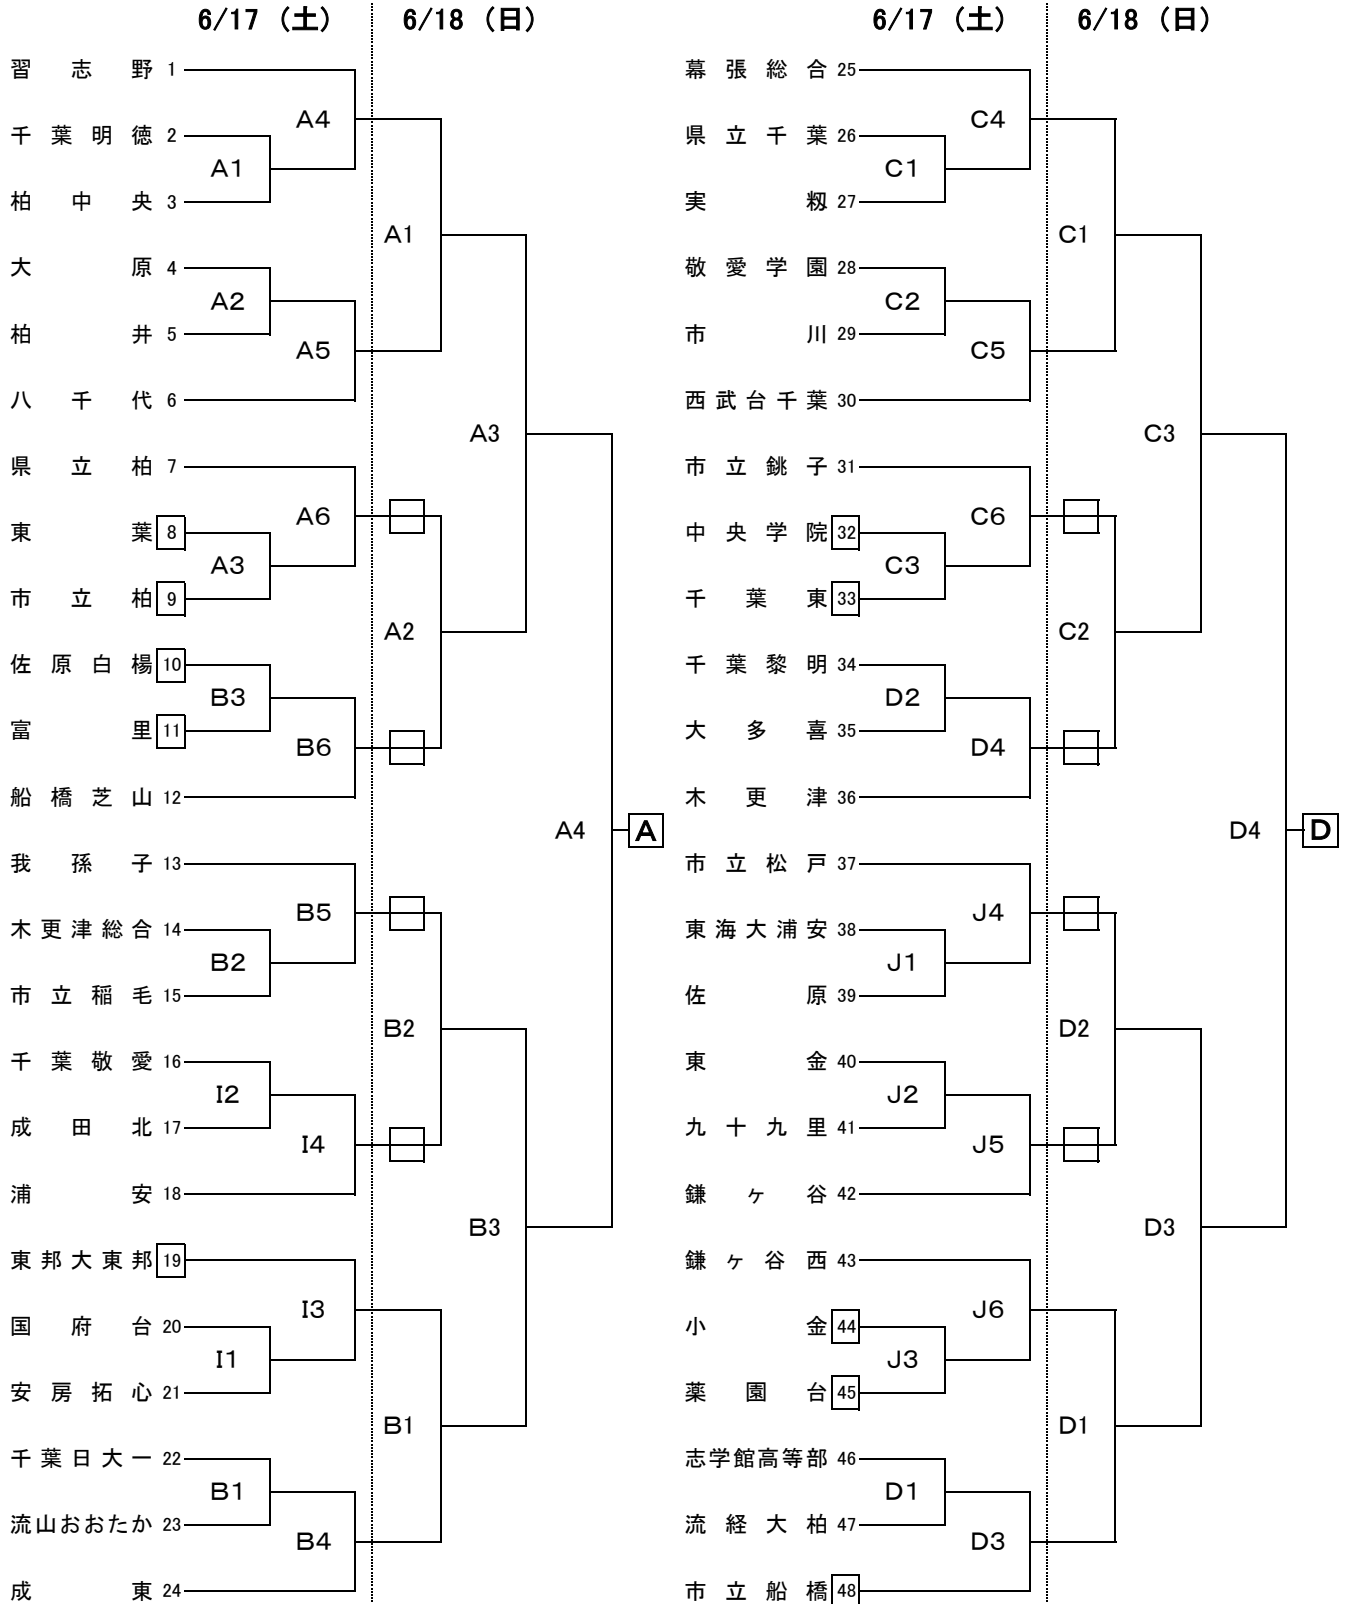 6/17 （土） 6/18 （日） 6/17 （土） 6/18 （日）
習志野 1
A4
千葉明徳 2
A1
柏中央 3
A1
大原 4
A2
柏井 5
A5
八千代 6
A3
県立柏 7
A6
東葉 8
A3
市立柏 9
A2
佐原白楊 10
B3
富里 11
B6
船橋芝山 12
A4 A
我孫子 13
B5
木更津総合 14
B2
市立稲毛 15
B2
千葉敬愛 16
I2
成田北 17
I4
浦安 18
B3
東邦大東邦 19
I3
国府台 20
I1
安房拓心 21
B1
千葉日大一 22
B1
流山おおたか 23
B4
成東 24
幕張総合 25
C4
県立千葉 26
C1
実籾 27
C1
敬愛学園 28
C2
市川 29
C5
西武台千葉 30
C3
市立銚子 31
C6
中央学院 32
C3
千葉東 33
C2
千葉黎明 34
D2
大多喜 35
D4
木更津 36
D4 D
市立松戸 37
J4
東海大浦安 38
J1
佐原 39
D2
東金 40
J2
九十九里 41
J5
鎌ヶ谷 42
D3
鎌ヶ谷西 43
J6
小金 44
J3
薬園台 45
D1
志学館高等部 46
D1
流経大柏 47
D3
市立船橋 48